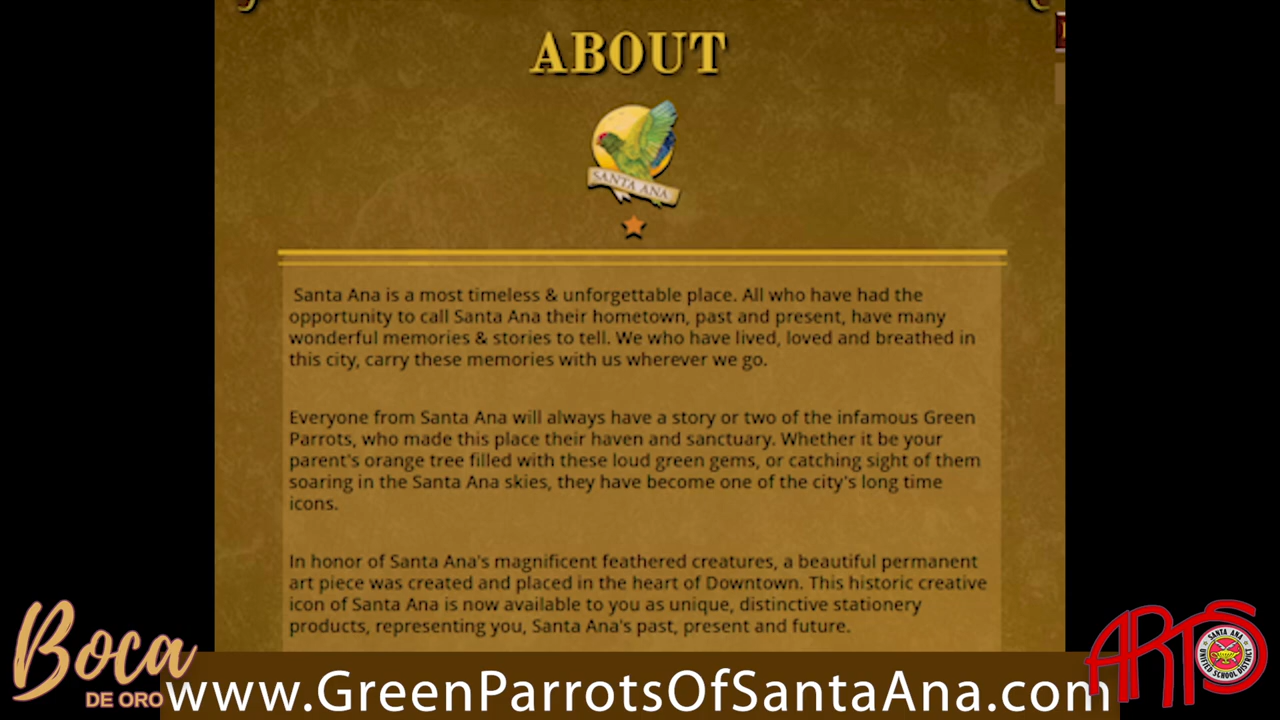 ABOUT
SANTA ANA
Santa Ana is a most timeless & unforgettable place. All who have had the
opportunity to call Santa Ana their hometown, past and present, have many
wonderful memories & stories to tell. We who have lived, loved and breathed in
this city, carry these memories with us wherever we go.
Everyone from Santa Ana will always have a story or two of the infamous Green
Parrots, who made this place their haven and sanctuary. Whether it be your
parent's orange tree filled with these loud green gems, or catching sight of them
soaring in the Santa Ana skies, they have become one of the city's long time
icons.
In honor of Santa Ana's magnificent feathered creatures, a beautiful permanent
art piece was created and placed in the heart of Downtown. This historic creative
icon of Santa Ana is now available to you as unique, distinctive stationery
products, representing you, Santa Ana's past, present and future.
Boca
DE ORO
www.GreenParrotsOfSantaAna.com
ARTS
SANTA ANA
UNIFIED SCHOOL DISTRICT